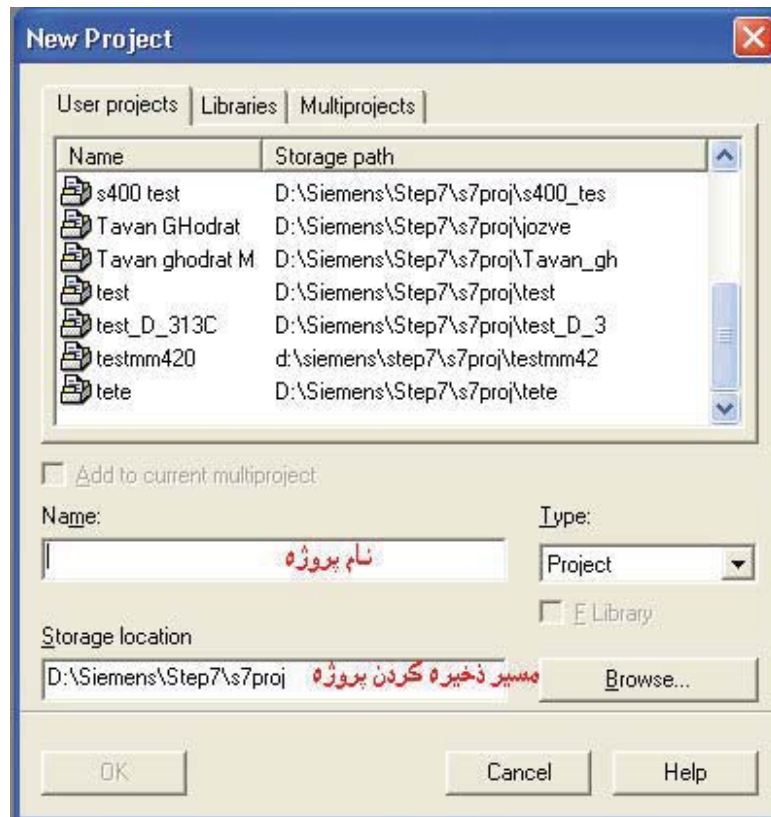 New Project
User projects Libraries Multiprojects
Name Storage path
s400 test D:\Siemens\Step7\s7proj\s400_tes
Tavan GHodrat D:\Siemens\Step7\s7proj\jozve
Tavan ghodrat M D:\Siemens\Step7\s7proj\Tavan_gh
test D:\Siemens\Step7\s7proj\test
test_D_313C D:\Siemens\Step7\s7proj\test_D_3
testmm420 d:\siemens\step7\s7proj\testmm42
tete D:\Siemens\Step7\s7proj\tete
Add to current multiproject
Name: Type:
نام پروژه Project
F Library
Storage location
D:\Siemens\Step7\s7proj مسیر ذخیره کردن پروژه Browse...
OK Cancel Help